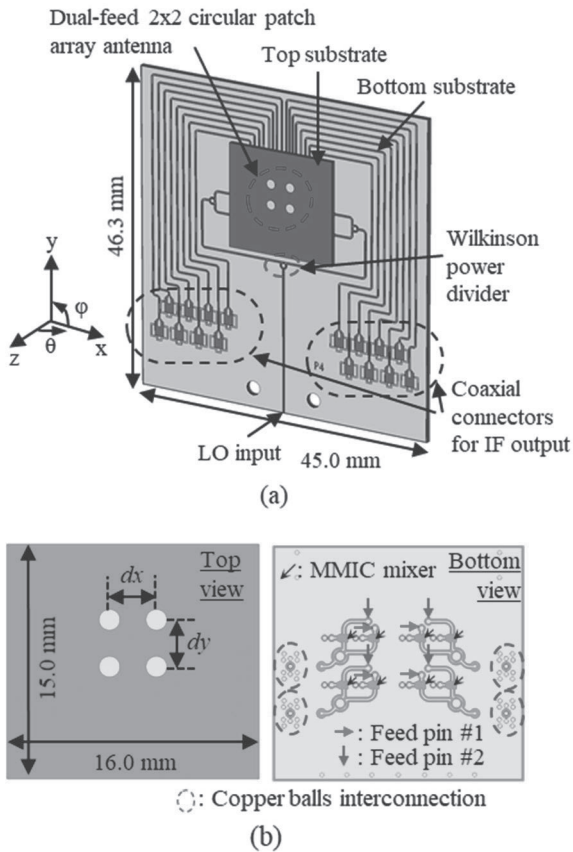 Dual-feed 2x2 circular patch
array antenna
Top substrate
Bottom substrate
46.3 mm
Wilkinson
power
divider
y
φ
x
θ
z
P4
Coaxial
connectors
for IF output
LO input
45.0 mm
(a)
Top
view
dx
dy
15.0 mm
16.0 mm
: MMIC mixer
Bottom
view
: Feed pin #1
: Feed pin #2
: Copper balls interconnection
(b)